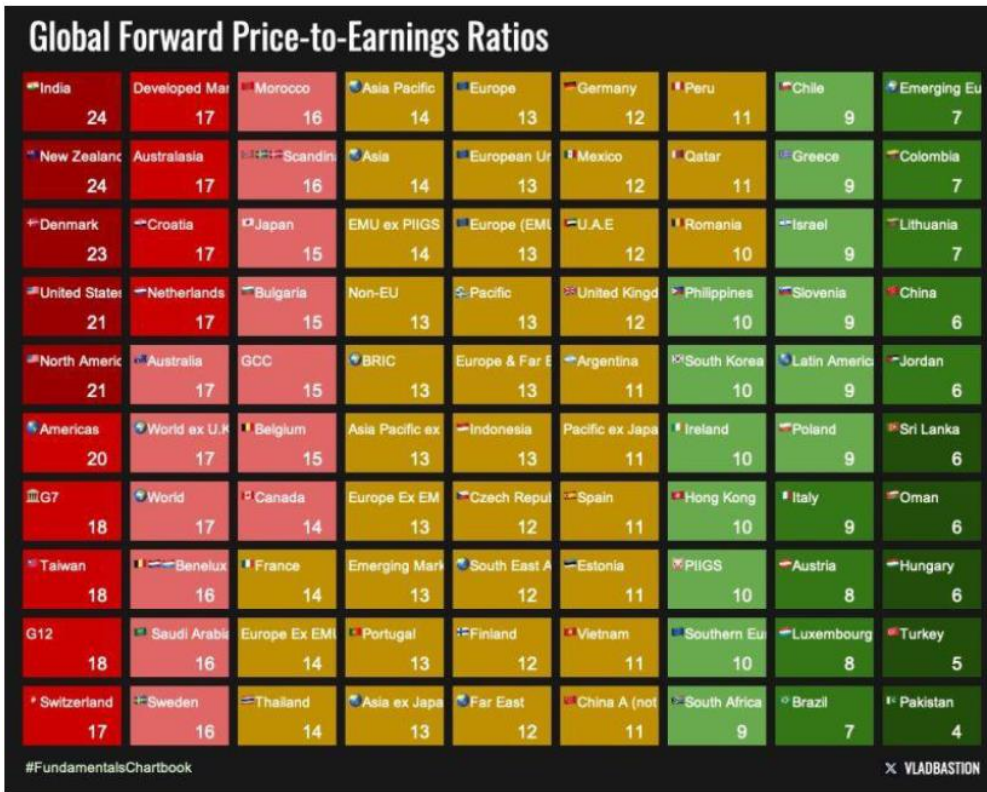 Global Forward Price-to-Earnings Ratios
India Developed Mar Morocco Asia Pacific Europe Germany Peru Chile Emerging Eu
24 17 16 14 13 12 11 9 7
New Zealand Australasia Scandin Asia European Un Mexico Qatar Greece Colombia
24 17 16 14 13 12 11 9 7
Denmark Croatia Japan EMU ex PIIGS Europe (EMU U.A.E Romania Israel Lithuania
23 17 15 14 13 12 10 9 7
United States Netherlands Bulgaria Non-EU Pacific United Kingd Philippines Slovenia China
21 17 15 13 13 12 10 9 6
North Americ Australia GCC BRIC Europe & Far E Argentina South Korea Latin Americ Jordan
21 17 15 13 13 11 10 9 6
Americas World ex U.K Belgium Asia Pacific ex Indonesia Pacific ex Japa Ireland Poland Sri Lanka
20 17 15 13 13 11 10 9 6
G7 World Canada Europe Ex EM Czech Repu Spain Hong Kong Italy Oman
18 17 14 13 12 11 10 9 6
Taiwan Benelux France Emerging Mark South East A Estonia PIIGS Austria Hungary
18 16 14 13 12 11 10 8 6
G12 Saudi Arabi Europe Ex EMU Portugal Finland Vietnam Southern Eu Luxembourg Turkey
18 16 14 13 12 11 10 8 5
Switzerland Sweden Thailand Asia ex Japa Far East China A (not South Africa Brazil Pakistan
17 16 14 13 12 11 9 7 4
#FundamentalsChartbook X VLADBASTION